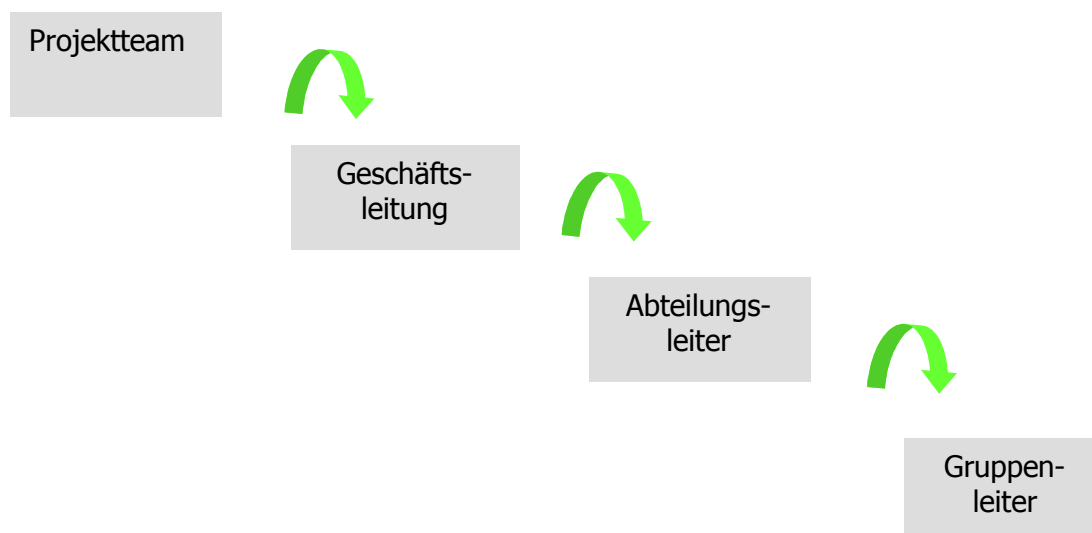 Projektteam
Geschäfts-
leitung
Abteilungs-
leiter
Gruppen-
leiter